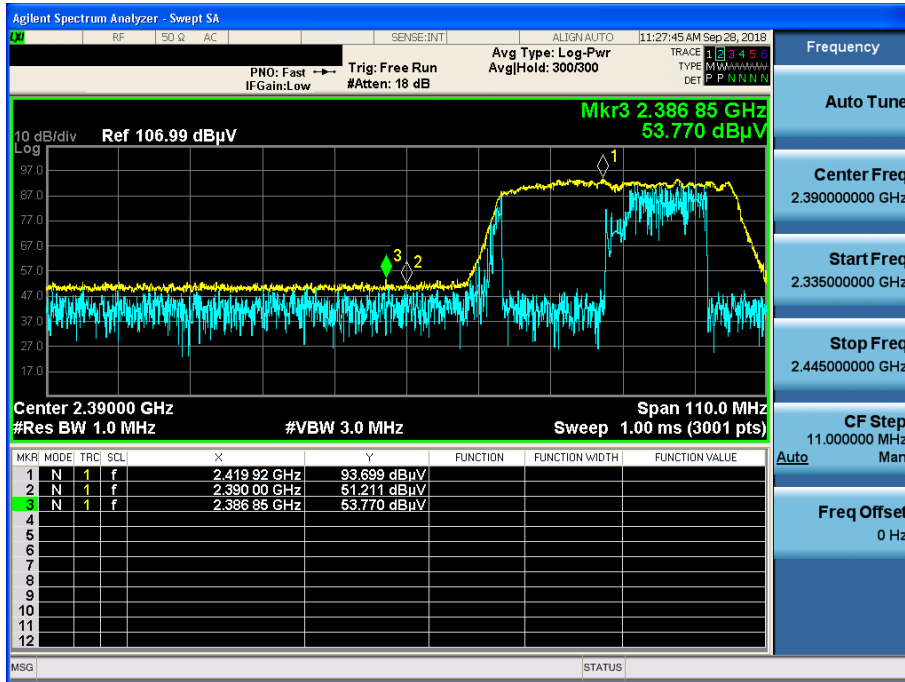 Agilent Spectrum Analyzer - Swept SA
LXI RF 50 Ω AC SENSE:INT ALIGN AUTO 11:27:45 AM Sep 28, 2018
PNO: Fast Trig: Free Run Avg Type: Log-Pwr TRACE 1 2 3 4 5 6
IFGain:Low #Atten: 18 dB Avg|Hold: 300/300 TYPE M W
DET P P N N N N
Mkr3 2.386 85 GHz
10 dB/div Ref 106.99 dBµV 53.770 dBµV
Log
97.0
87.0
77.0
67.0
57.0
47.0
37.0
27.0
17.0
1
3
2
Center 2.39000 GHz Span 110.0 MHz
#Res BW 1.0 MHz #VBW 3.0 MHz Sweep 1.00 ms (3001 pts)
MKR MODE TRC SCL X Y FUNCTION FUNCTION WIDTH FUNCTION VALUE
1 N 1 f 2.419 92 GHz 93.699 dBµV
2 N 1 f 2.390 00 GHz 51.211 dBµV
3 N 1 f 2.386 85 GHz 53.770 dBµV
4
5
6
7
8
9
10
11
12
MSG STATUS
Frequency
Auto Tune
Center Freq
2.390000000 GHz
Start Freq
2.335000000 GHz
Stop Freq
2.445000000 GHz
CF Step
11.000000 MHz
Auto Man
Freq Offset
0 Hz